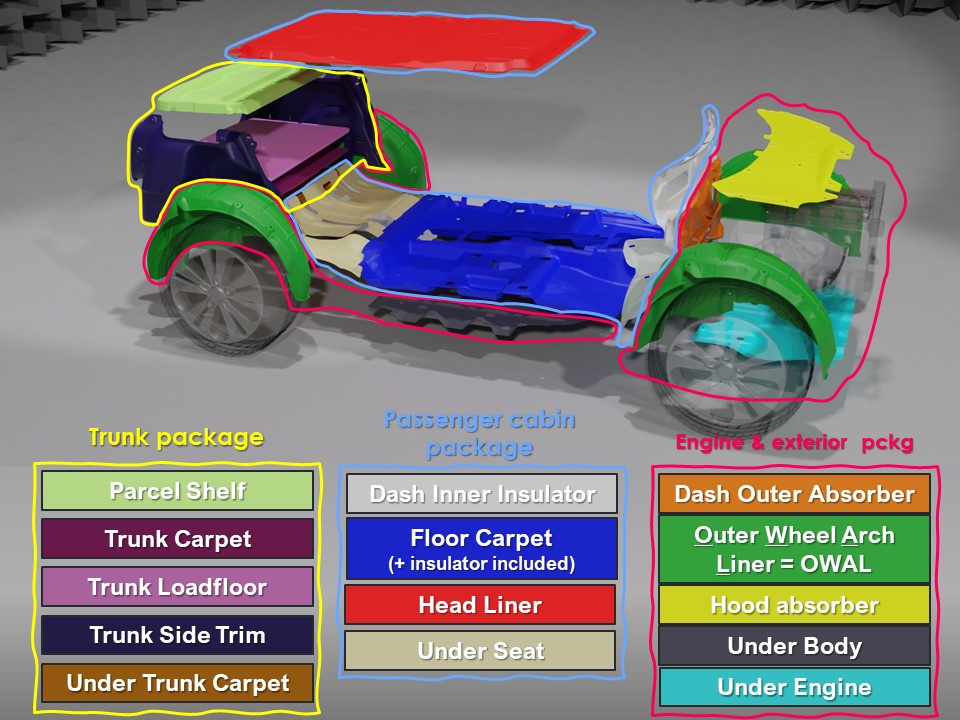 Trunk package
Parcel Shelf
Trunk Carpet
Trunk Loadfloor
Trunk Side Trim
Under Trunk Carpet
Passenger cabin
package
Dash Inner Insulator
Floor Carpet
(+ insulator included)
Head Liner
Under Seat
Engine & exterior pckg
Dash Outer Absorber
Outer Wheel Arch
Liner = OWAL
Hood absorber
Under Body
Under Engine